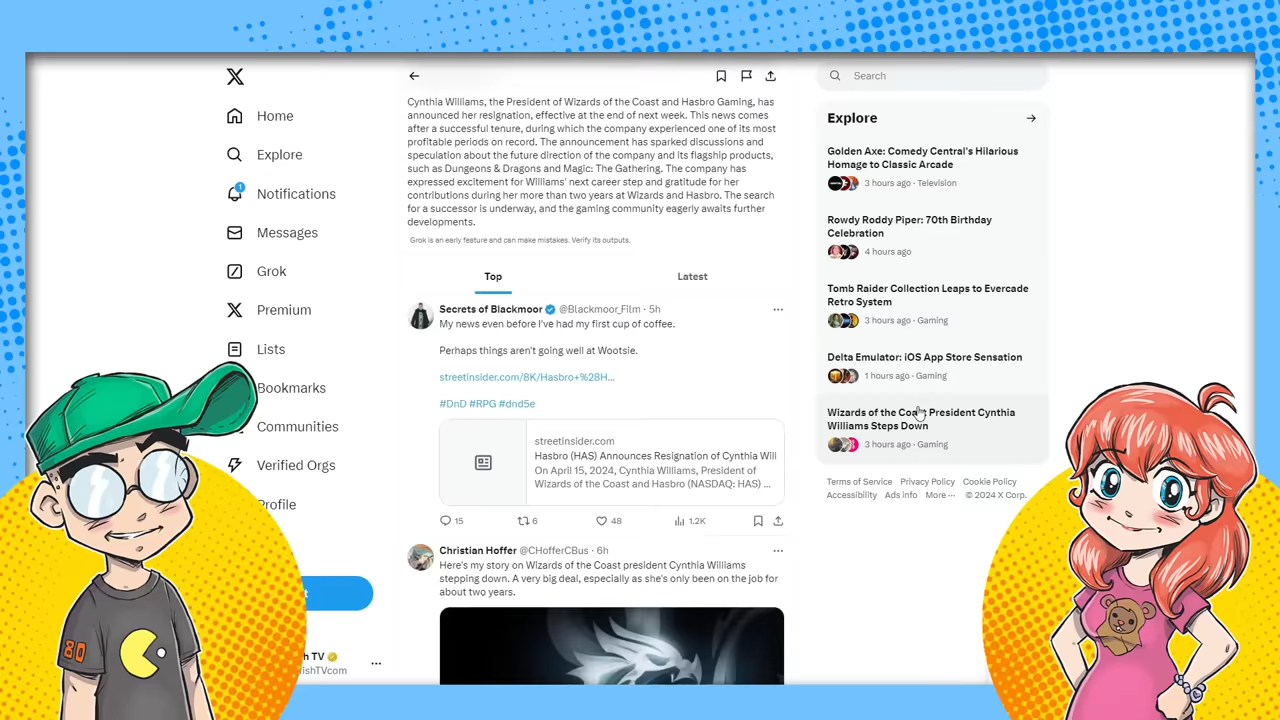 Home
Explore
1
Notifications
Messages
Grok
Premium
Lists
Bookmarks
Communities
Verified Orgs
Profile
TV
ishTVcom
Cynthia Williams, the President of Wizards of the Coast and Hasbro Gaming, has
announced her resignation, effective at the end of next week. This news comes
after a successful tenure, during which the company experienced one of its most
profitable periods on record. The announcement has sparked discussions and
speculation about the future direction of the company and its flagship products,
such as Dungeons & Dragons and Magic: The Gathering. The company has
expressed excitement for Williams' next career step and gratitude for her
contributions during her more than two years at Wizards and Hasbro. The search
for a successor is underway, and the gaming community eagerly awaits further
developments.
Grok is an early feature and can make mistakes. Verify its outputs.
Top
Latest
Secrets of Blackmoor @Blackmoor_Film · 5h
My news even before I've had my first cup of coffee.
Perhaps things aren't going well at Wootsie.
streetinsider.com/8K/Hasbro+%28H…
#DnD #RPG #dnd5e
streetinsider.com
Hasbro (HAS) Announces Resignation of Cynthia Will
On April 15, 2024, Cynthia Williams, President of
Wizards of the Coast and Hasbro (NASDAQ: HAS) ...
15
6
48
1.2K
Christian Hoffer @CHofferCBus · 6h
Here's my story on Wizards of the Coast president Cynthia Williams
stepping down. A very big deal, especially as she's only been on the job for
about two years.
Search
Explore
Golden Axe: Comedy Central's Hilarious
Homage to Classic Arcade
3 hours ago · Television
Rowdy Roddy Piper: 70th Birthday
Celebration
4 hours ago
Tomb Raider Collection Leaps to Evercade
Retro System
3 hours ago · Gaming
Delta Emulator: iOS App Store Sensation
1 hours ago · Gaming
Wizards of the Coast President Cynthia
Williams Steps Down
3 hours ago · Gaming
Terms of Service Privacy Policy Cookie Policy
Accessibility Ads info More ··· © 2024 X Corp.
80